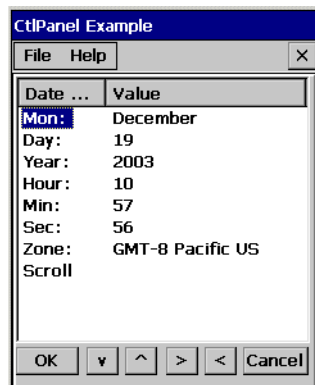 CtlPanel Example
File Help ×
Date ... Value
Mon: December
Day: 19
Year: 2003
Hour: 10
Min: 57
Sec: 56
Zone: GMT-8 Pacific US
Scroll
OK v ^ > < Cancel